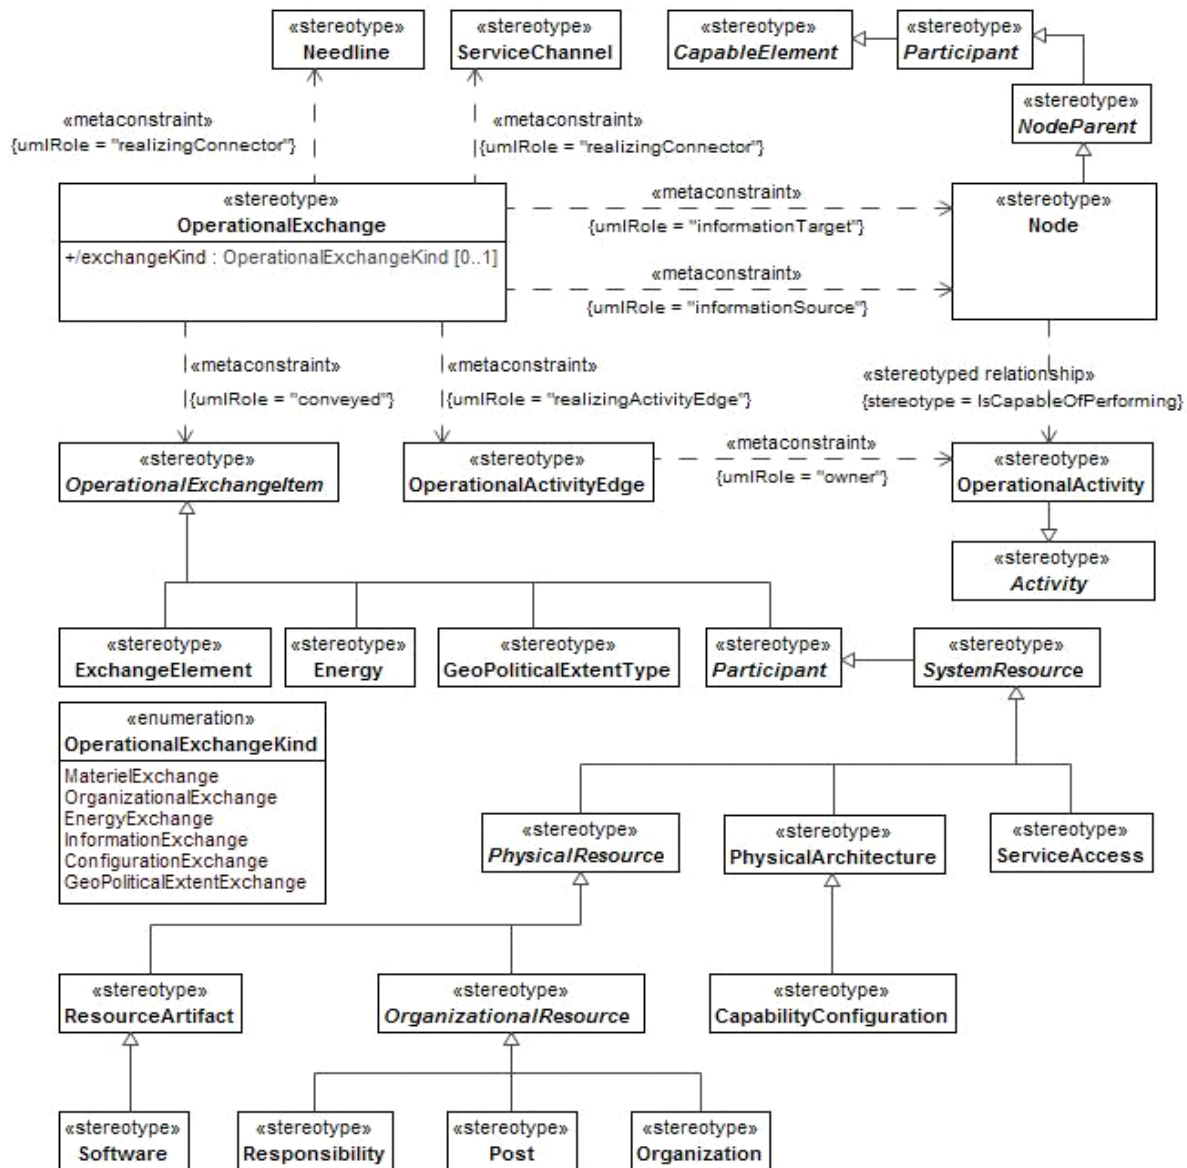 «stereotype»
Needline
«stereotype»
ServiceChannel
«stereotype»
CapableElement
«stereotype»
Participant
«stereotype»
NodeParent
«metaconstraint»
{umlRole = "realizingConnector"}
«metaconstraint»
{umlRole = "realizingConnector"}
«stereotype»
OperationalExchange
+/exchangeKind : OperationalExchangeKind [0..1]
«metaconstraint»
{umlRole = "informationTarget"}
«metaconstraint»
{umlRole = "informationSource"}
«stereotype»
Node
«metaconstraint»
{umlRole = "conveyed"}
«metaconstraint»
{umlRole = "realizingActivityEdge"}
«stereotyped relationship»
{stereotype = IsCapableOfPerforming}
«stereotype»
OperationalExchangeItem
«stereotype»
OperationalActivityEdge
«metaconstraint»
{umlRole = "owner"}
«stereotype»
OperationalActivity
«stereotype»
Activity
«stereotype»
ExchangeElement
«stereotype»
Energy
«stereotype»
GeoPoliticalExtentType
«stereotype»
Participant
«stereotype»
SystemResource
«enumeration»
OperationalExchangeKind
MaterielExchange
OrganizationalExchange
EnergyExchange
InformationExchange
ConfigurationExchange
GeoPoliticalExtentExchange
«stereotype»
PhysicalResource
«stereotype»
PhysicalArchitecture
«stereotype»
ServiceAccess
«stereotype»
ResourceArtifact
«stereotype»
OrganizationalResource
«stereotype»
CapabilityConfiguration
«stereotype»
Software
«stereotype»
Responsibility
«stereotype»
Post
«stereotype»
Organization